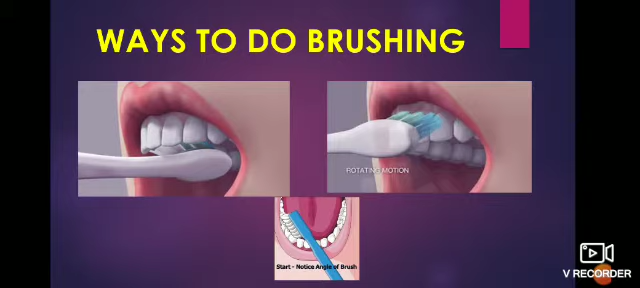 WAYS TO DO BRUSHING
ROTATING MOTION
Start - Notice Angle of Brush
V RECORDER